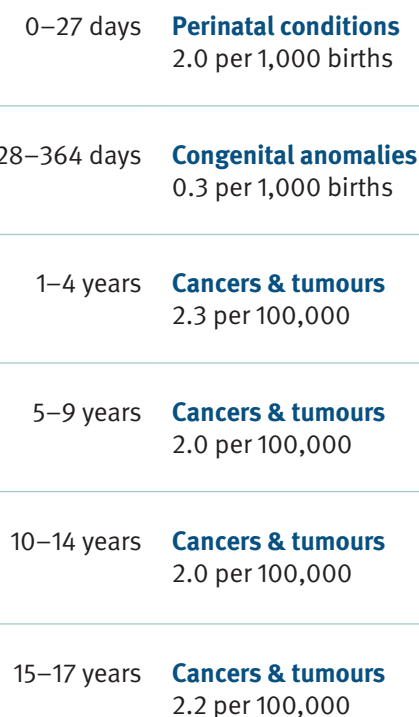 0–27 days Perinatal conditions
2.0 per 1,000 births
28–364 days Congenital anomalies
0.3 per 1,000 births
1–4 years Cancers & tumours
2.3 per 100,000
5–9 years Cancers & tumours
2.0 per 100,000
10–14 years Cancers & tumours
2.0 per 100,000
15–17 years Cancers & tumours
2.2 per 100,000